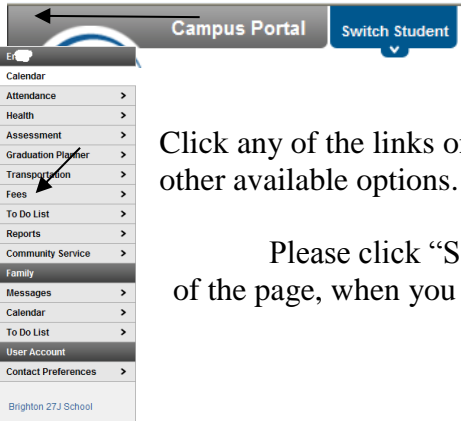 Campus Portal
Switch Student
Calendar
Attendance
Health
Assessment
Graduation Planner
Transportation
Fees
To Do List
Reports
Community Service
Family
Messages
Calendar
To Do List
User Account
Contact Preferences
Brighton 27J School
Click any of the links
other available options.
Please click “S
of the page, when you